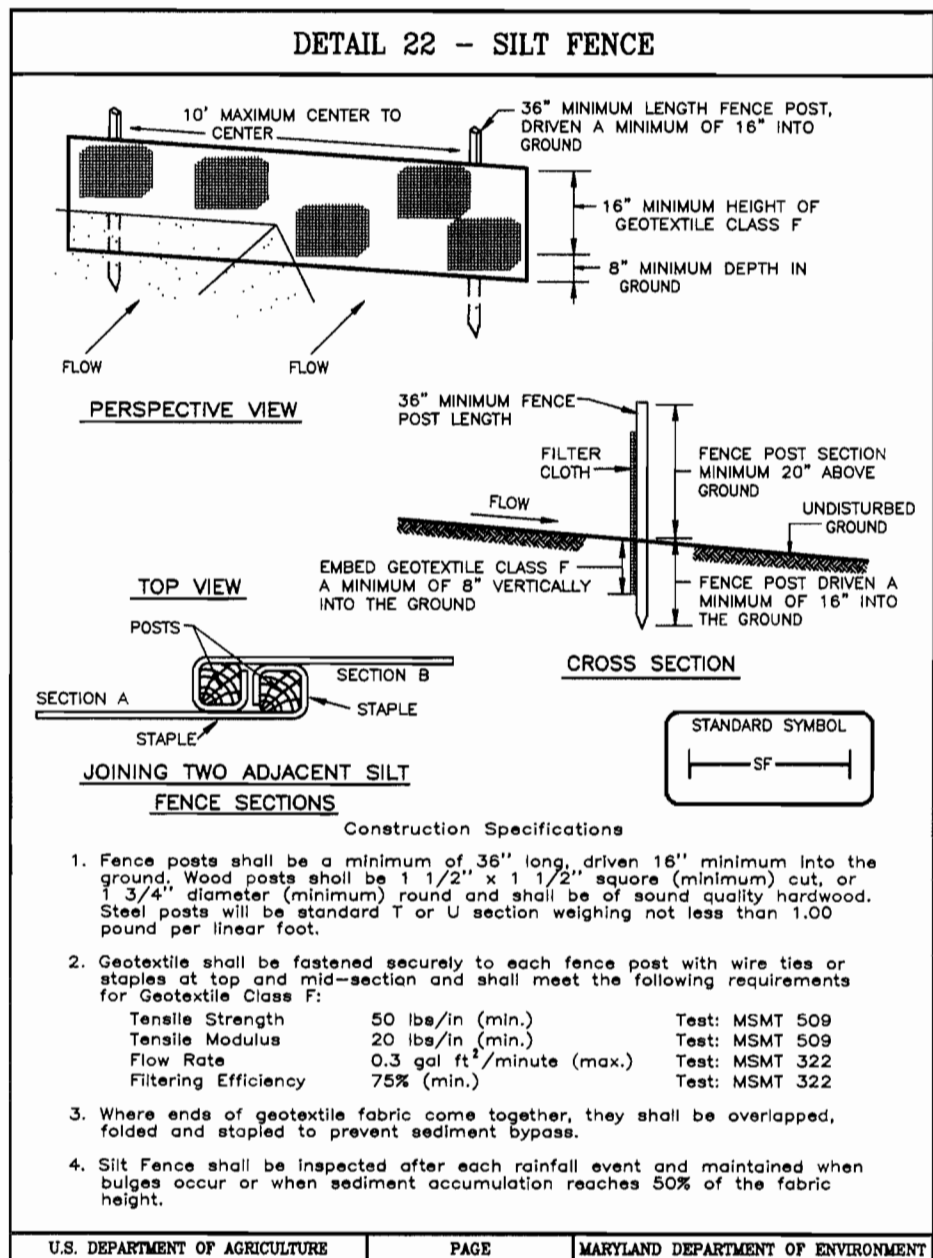 DETAIL 22 - SILT FENCE
10' MAXIMUM CENTER TO
CENTER
36" MINIMUM LENGTH FENCE POST,
DRIVEN A MINIMUM OF 16" INTO
GROUND
16" MINIMUM HEIGHT OF
GEOTEXTILE CLASS F
8" MINIMUM DEPTH IN
GROUND
FLOW
FLOW
PERSPECTIVE VIEW
36" MINIMUM FENCE
POST LENGTH
FILTER
CLOTH
FENCE POST SECTION
MINIMUM 20" ABOVE
GROUND
FLOW
UNDISTURBED
GROUND
EMBED GEOTEXTILE CLASS F
A MINIMUM OF 8" VERTICALLY
INTO THE GROUND
FENCE POST DRIVEN A
MINIMUM OF 16" INTO
THE GROUND
CROSS SECTION
TOP VIEW
POSTS
SECTION B
SECTION A
STAPLE
STAPLE
JOINING TWO ADJACENT SILT
FENCE SECTIONS
STANDARD SYMBOL
SF
Construction Specifications
1. Fence posts shall be a minimum of 36" long, driven 16" minimum into the
ground. Wood posts shall be 1 1/2" x 1 1/2" square (minimum) cut, or
1 3/4" diameter (minimum) round and shall be of sound quality hardwood.
Steel posts will be standard T or U section weighing not less than 1.00
pound per linear foot.
2. Geotextile shall be fastened securely to each fence post with wire ties or
staples at top and mid-section and shall meet the following requirements
for Geotextile Class F:
Tensile Strength 50 lbs/in (min.) Test: MSMT 509
Tensile Modulus 20 lbs/in (min.) Test: MSMT 509
Flow Rate 0.3 gal ft²/minute (max.) Test: MSMT 322
Filtering Efficiency 75% (min.) Test: MSMT 322
3. Where ends of geotextile fabric come together, they shall be overlapped,
folded and stapled to prevent sediment bypass.
4. Silt Fence shall be inspected after each rainfall event and maintained when
bulges occur or when sediment accumulation reaches 50% of the fabric
height.
U.S. DEPARTMENT OF AGRICULTURE PAGE MARYLAND DEPARTMENT OF ENVIRONMENT